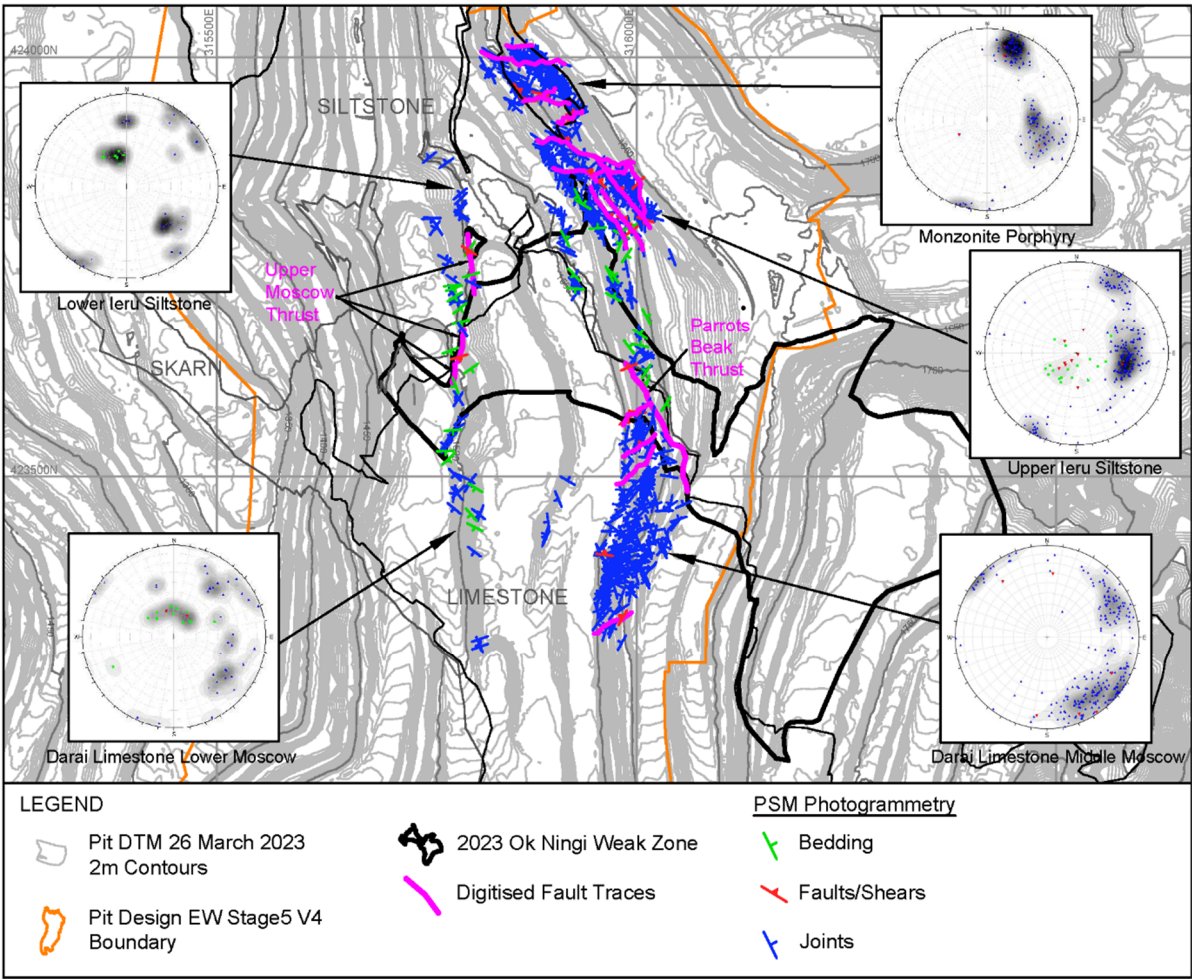 424000N
315500E
316000E
SILTSTONE
N
W
E
S
Lower Ieru Siltstone
N
W
E
S
Monzonite Porphyry
1700
Upper
Moscow
Thrust
SKARN
Parrots
Beak
Thrust
N
W
E
S
Upper Ieru Siltstone
1650
1750
423500N
LIMESTONE
N
W
E
S
Darai Limestone Lower Moscow
N
W
E
S
Darai Limestone Middle Moscow
LEGEND
Pit DTM 26 March 2023
2m Contours
Pit Design EW Stage5 V4
Boundary
2023 Ok Ningi Weak Zone
Digitised Fault Traces
PSM Photogrammetry
Bedding
Faults/Shears
Joints